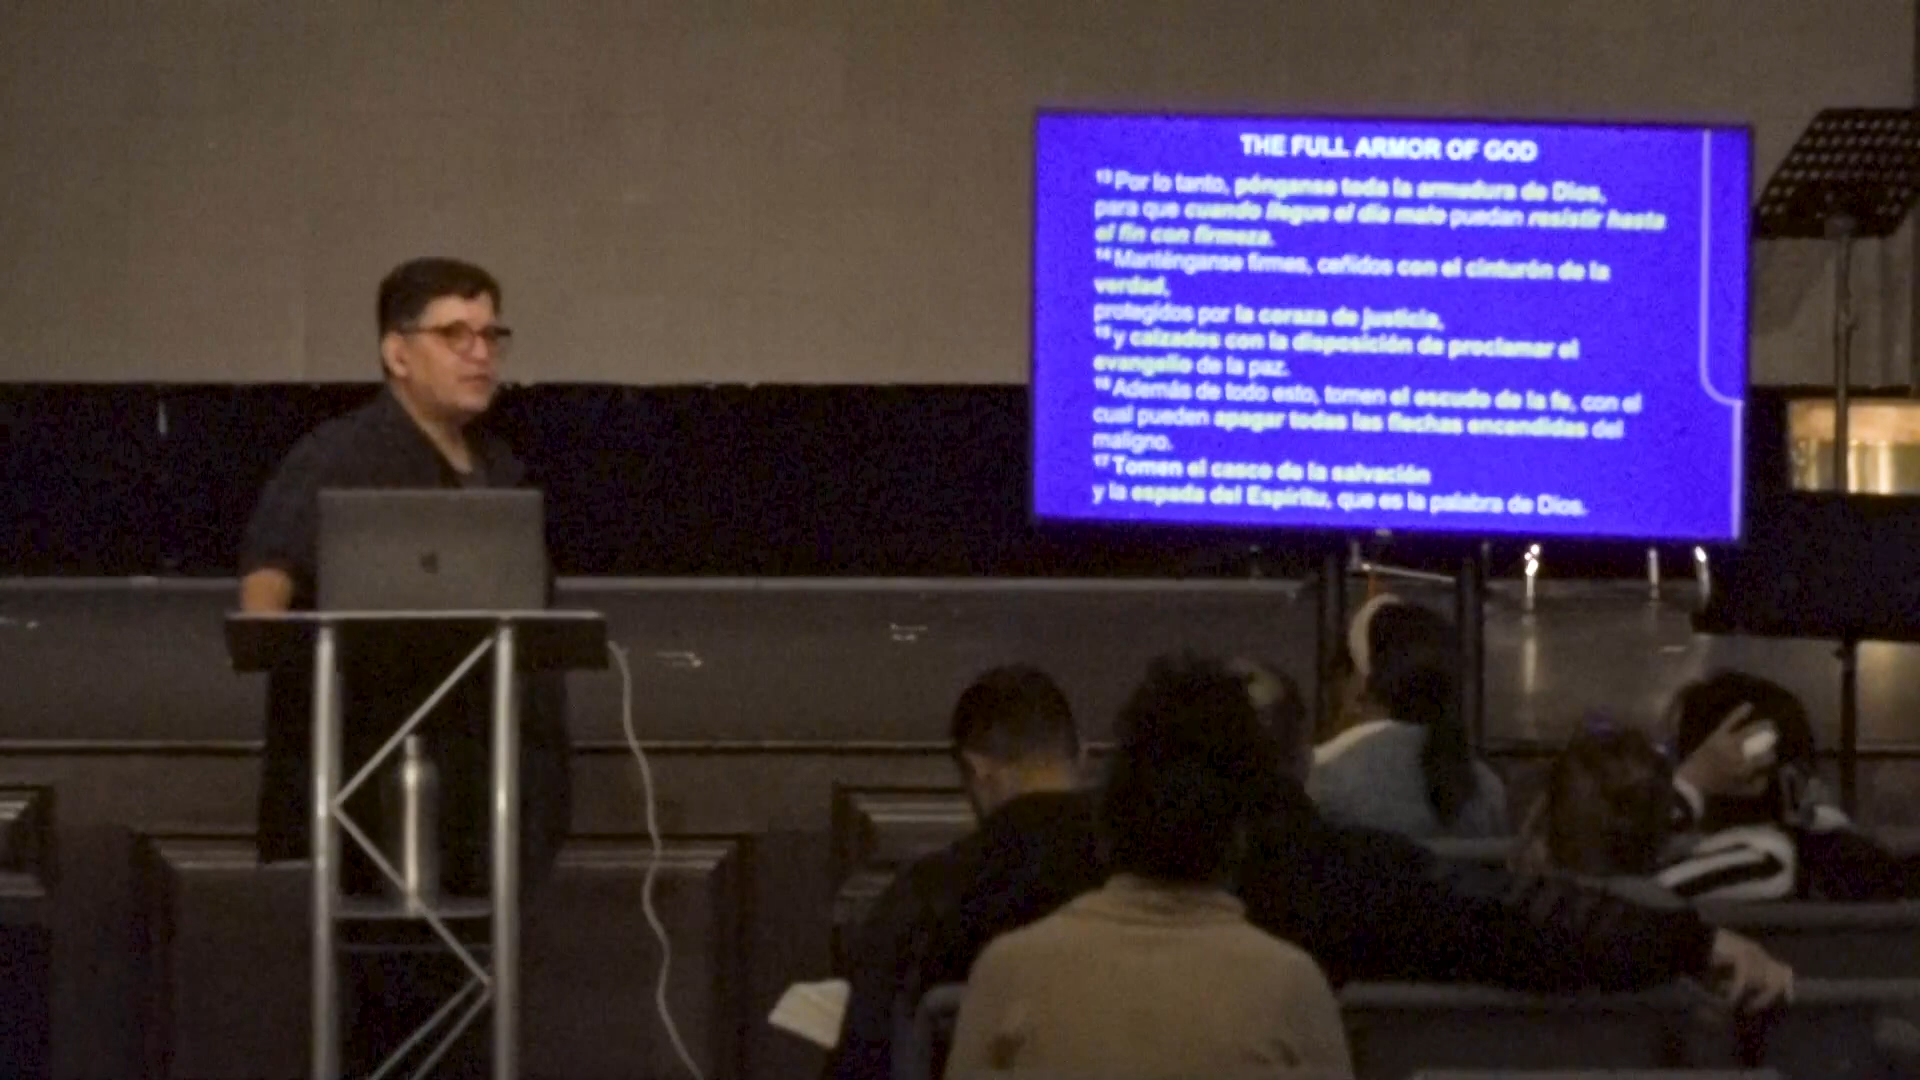 THE FULL ARMOR OF GOD
13 Por lo tanto, pónganse toda la armadura de Dios,
para que cuando llegue el día malo puedan resistir hasta
el fin con firmeza.
14 Manténganse firmes, ceñidos con el cinturón de la
verdad,
protegidos por la coraza de justicia,
15 y calzados con la disposición de proclamar el
evangelio de la paz.
16 Además de todo esto, tomen el escudo de la fe, con el
cual pueden apagar todas las flechas encendidas del
maligno.
17 Tomen el casco de la salvación
y la espada del Espíritu, que es la palabra de Dios.